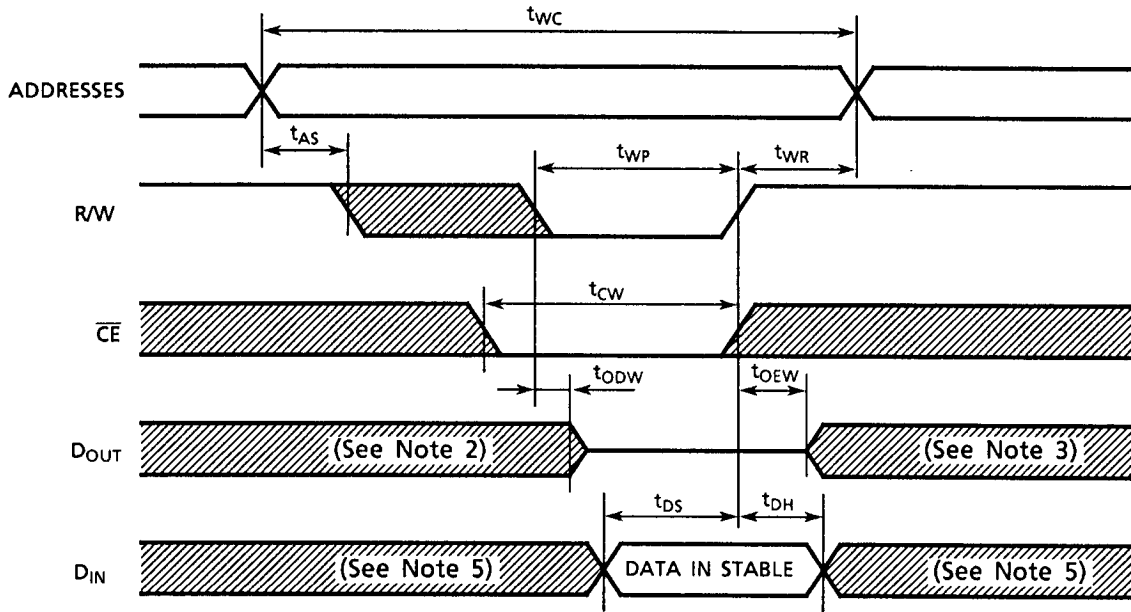 tWC
ADDRESSES
tAS
tWP
tWR
R/W
tCW
CE
tODW
tOEW
DOUT
(See Note 2)
(See Note 3)
tDS
tDH
DIN
(See Note 5)
DATA IN STABLE
(See Note 5)